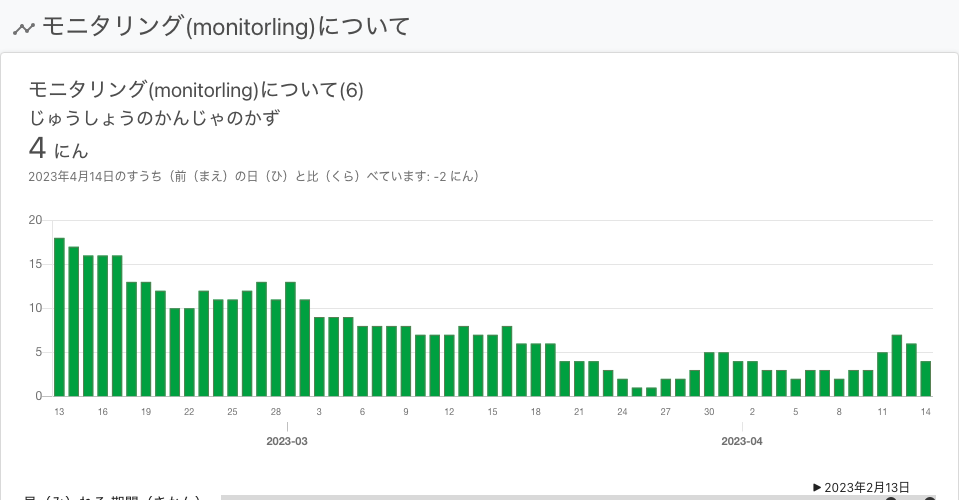 モニタリング(monitorling)について
モニタリング(monitorling)について(6)
じゅうしょうのかんじゃのかず
4 にん
2023年4月14日のすうち（前（まえ）の日（ひ）と比（くら）べています: -2 にん）
20
15
10
5
0
13 16 19 22 25 28 3 6 9 12 15 18 21 24 27 30 2 5 8 11 14
2023-03 2023-04
▶ 2023年2月13日